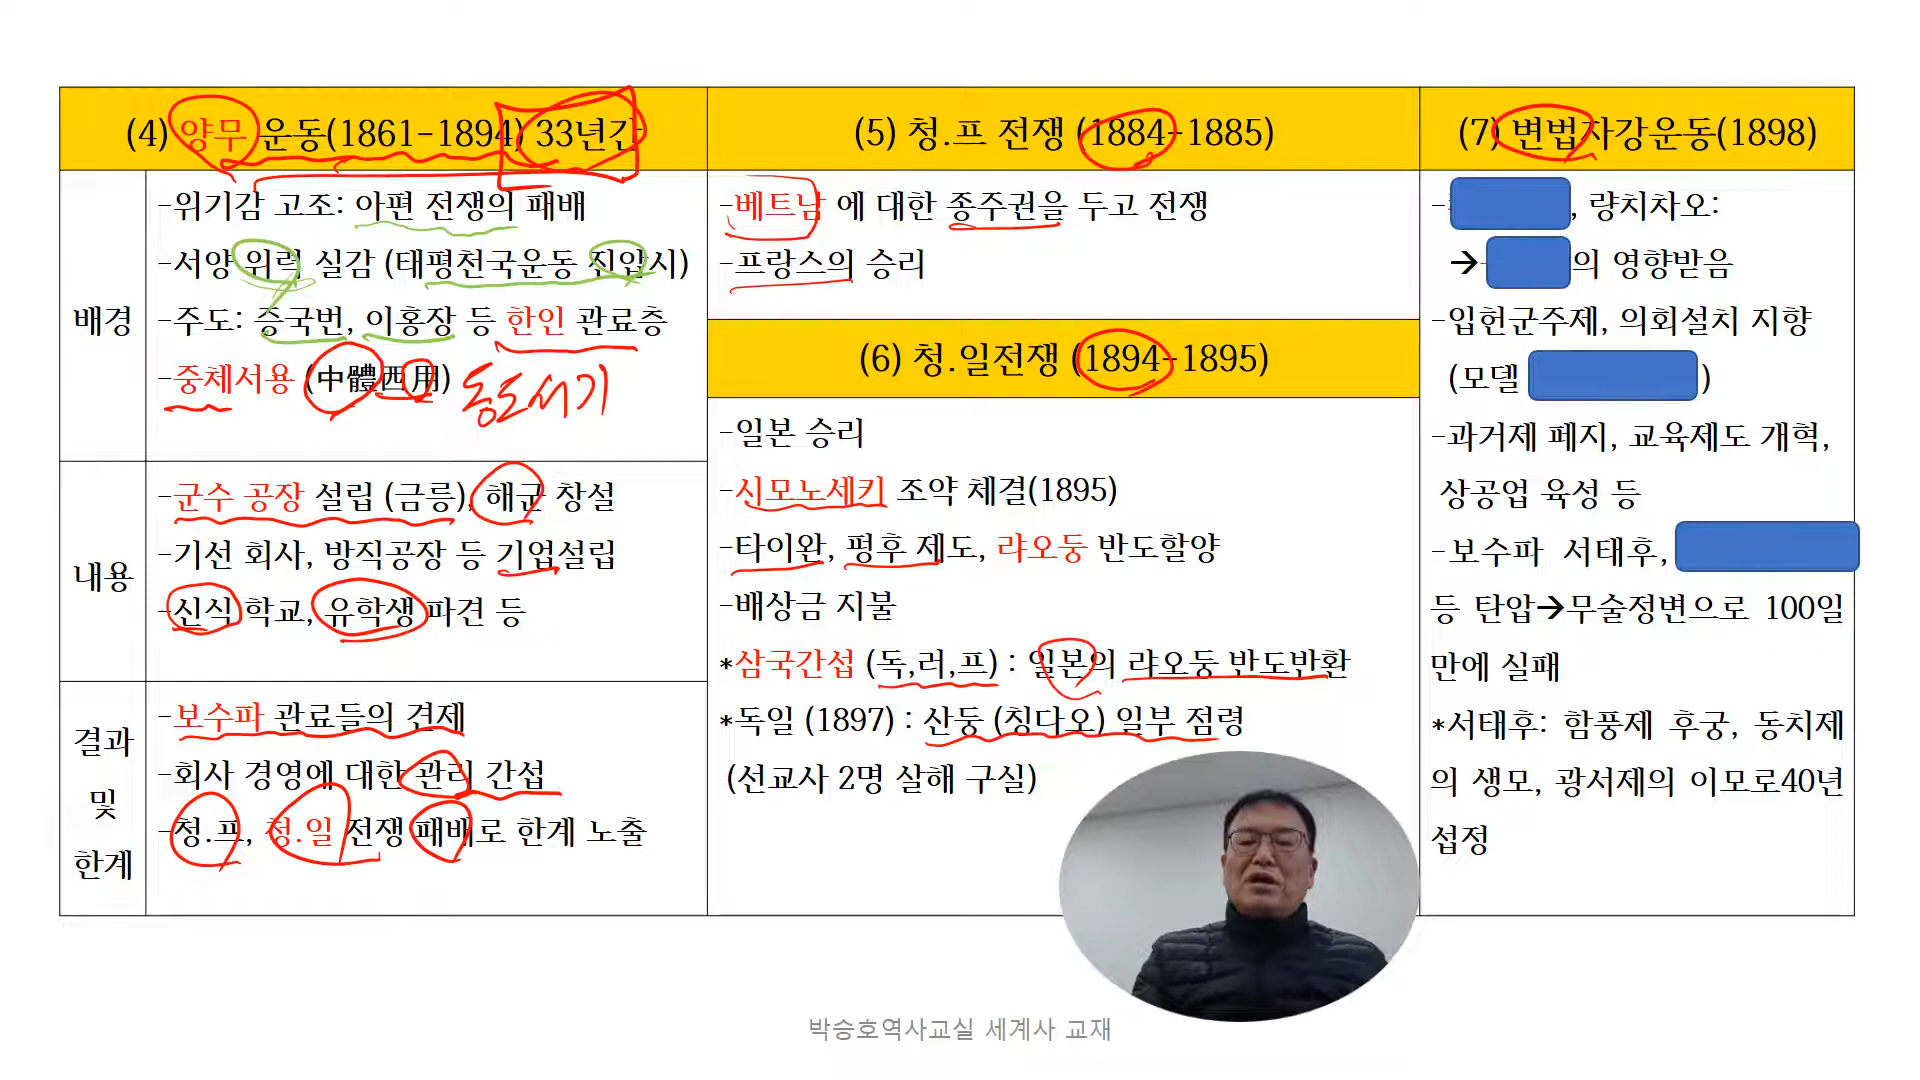 (4) 양무 운동(1861-1894) 33년간
배경
-위기감 고조: 아편 전쟁의 패배
-서양 위력 실감 (태평천국운동 진압시)
-주도: 증국번, 이홍장 등 한인 관료층
-중체서용 (中體西用)
동도서기
내용
-군수 공장 설립 (금릉), 해군 창설
-기선 회사, 방직공장 등 기업설립
-신식 학교, 유학생 파견 등
결과
및
한계
-보수파 관료들의 견제
-회사 경영에 대한 관리 간섭
-청.프, 청.일 전쟁 패배로 한계 노출
(5) 청.프 전쟁 (1884-1885)
-베트남 에 대한 종주권을 두고 전쟁
-프랑스의 승리
(6) 청.일전쟁 (1894-1895)
-일본 승리
-시모노세키 조약 체결(1895)
-타이완, 펑후 제도, 랴오둥 반도할양
-배상금 지불
*삼국간섭 (독,러,프) : 일본의 랴오둥 반도반환
*독일 (1897) : 산둥 (칭다오) 일부 점령
(선교사 2명 살해 구실)
(7) 변법자강운동(1898)
- , 량치차오:
→ 의 영향받음
-입헌군주제, 의회설치 지향
(모델 )
-과거제 폐지, 교육제도 개혁,
상공업 육성 등
-보수파 서태후,
등 탄압→무술정변으로 100일
만에 실패
*서태후: 함풍제 후궁, 동치제
의 생모, 광서제의 이모로40년
섭정
박승호역사교실 세계사 교재